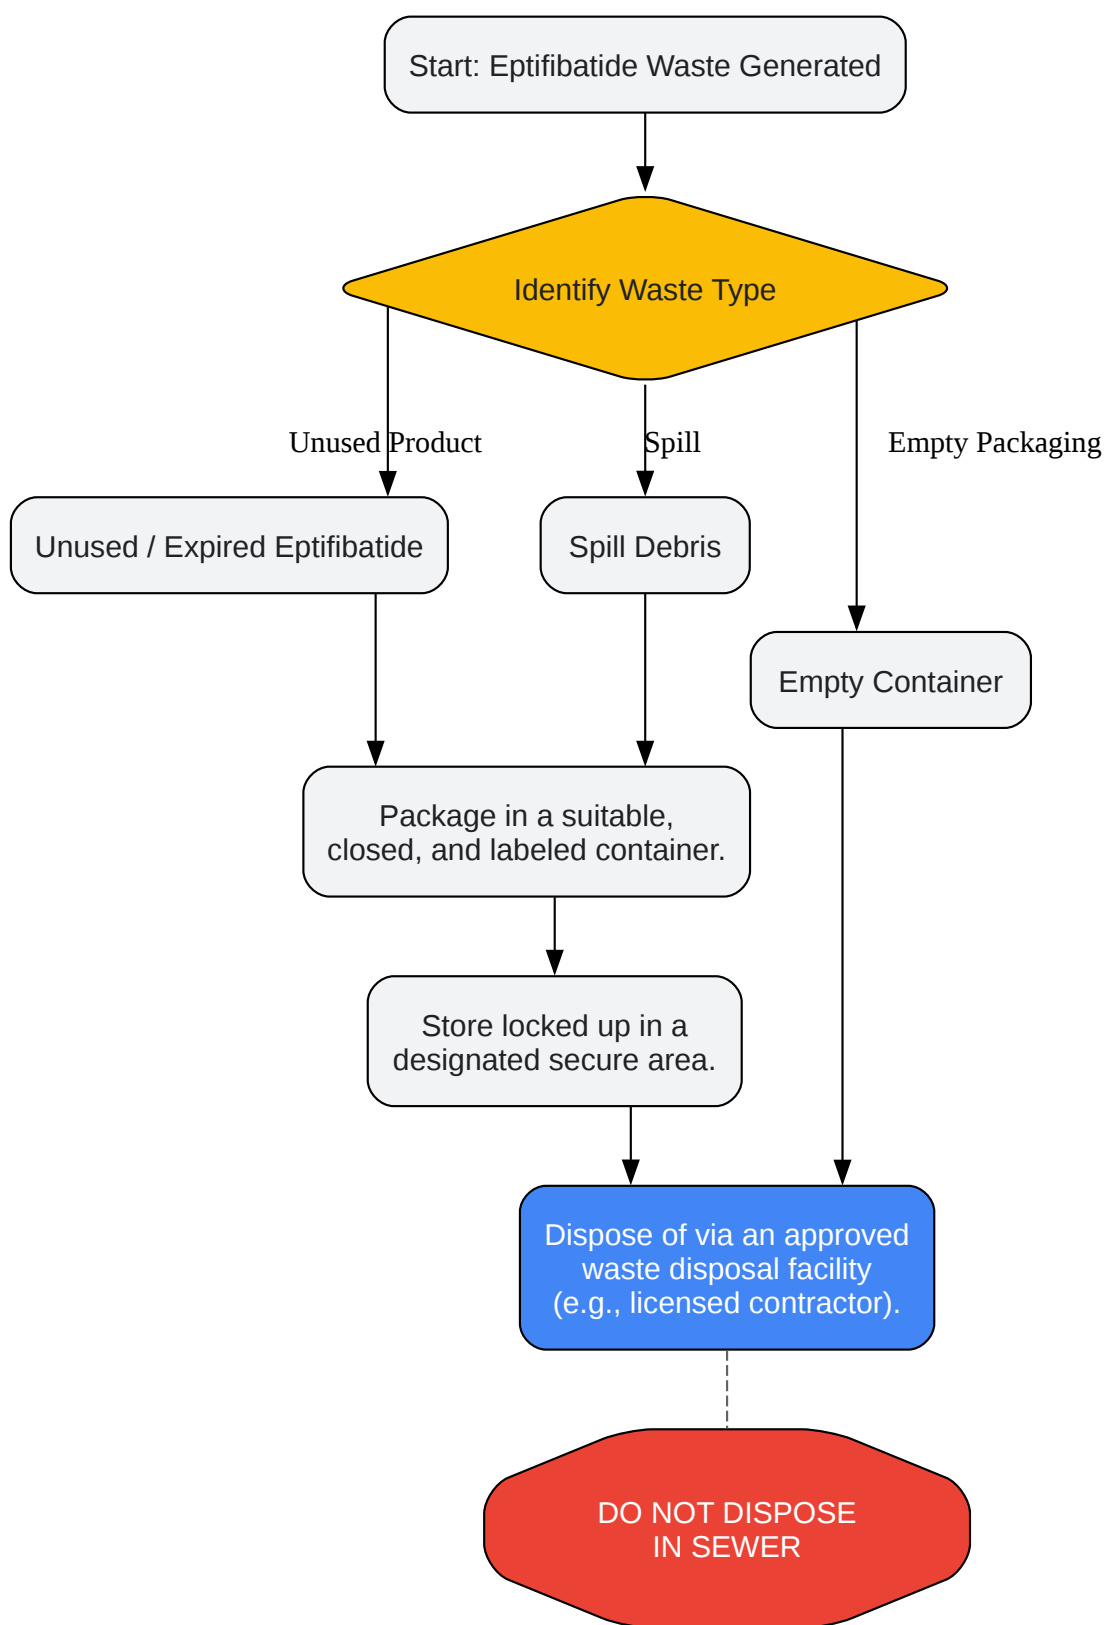 Start: Eptifibatide Waste Generated
Identify Waste Type
Unused Product
Spill
Empty Packaging
Unused / Expired Eptifibatide
Spill Debris
Empty Container
Package in a suitable,
closed, and labeled container.
Store locked up in a
designated secure area.
Dispose of via an approved
waste disposal facility
(e.g., licensed contractor).
DO NOT DISPOSE
IN SEWER